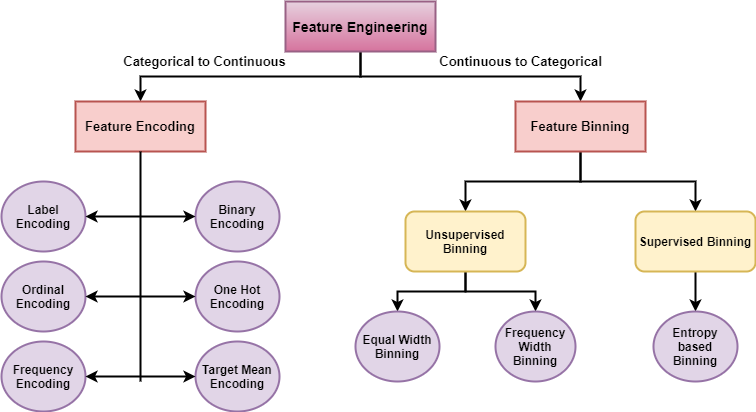 Feature Engineering
Categorical to Continuous
Continuous to Categorical
Feature Encoding
Feature Binning
Label
Encoding
Binary
Encoding
Unsupervised
Binning
Supervised Binning
Ordinal
Encoding
One Hot
Encoding
Equal Width
Binning
Frequency
Width
Binning
Entropy
based
Binning
Frequency
Encoding
Target Mean
Encoding